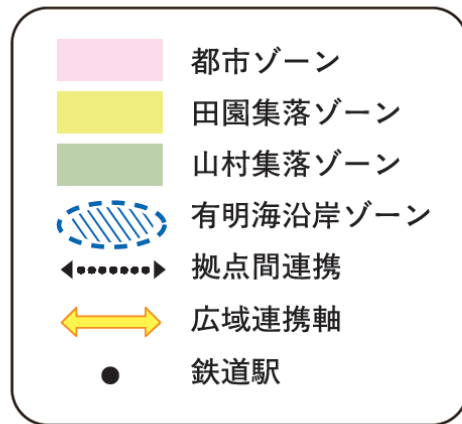 都市ゾーン
田園集落ゾーン
山村集落ゾーン
有明海沿岸ゾーン
拠点間連携
広域連携軸
鉄道駅